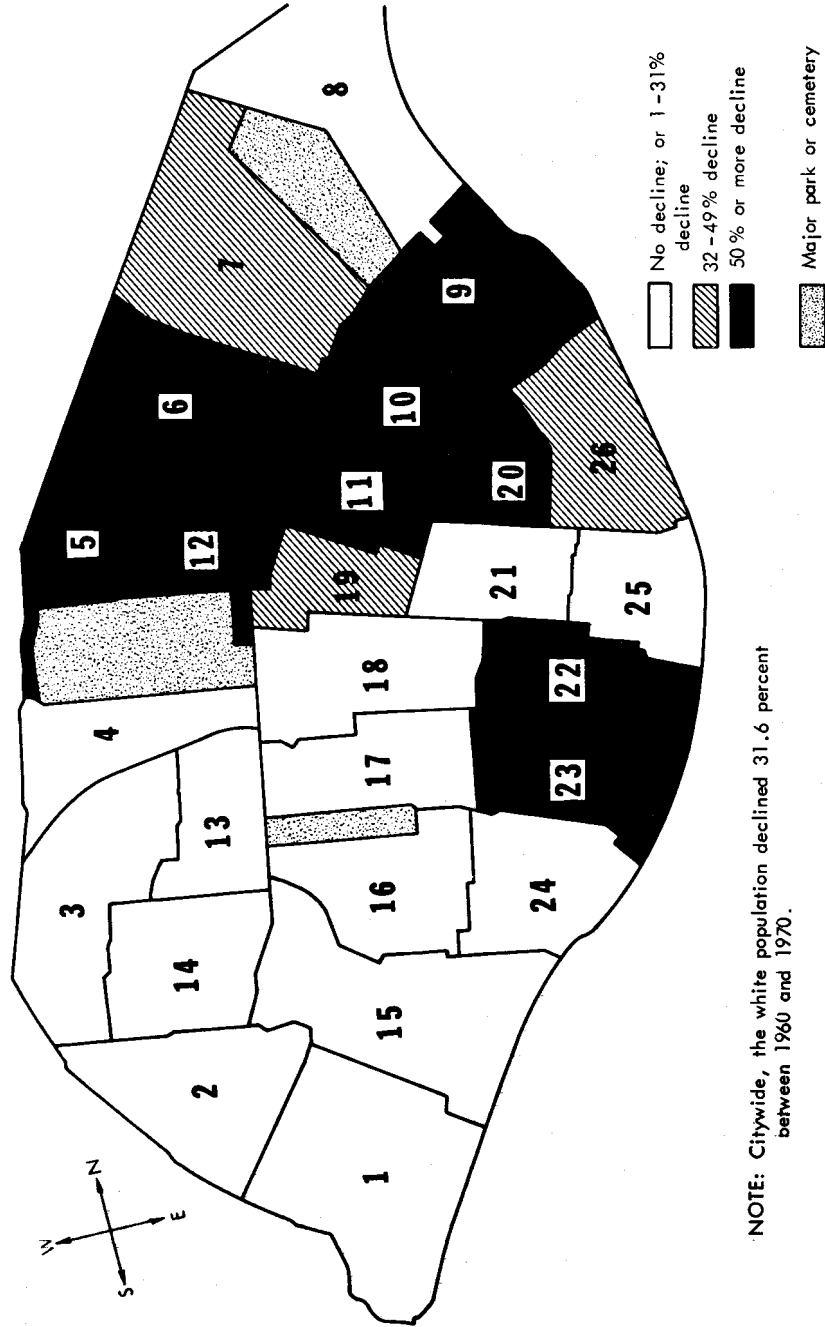 W
N
S
E
1
2
3
4
5
6
7
8
9
10
11
12
13
14
15
16
17
18
19
20
21
22
23
24
25
26
No decline; or 1-31%
decline
32-49% decline
50% or more decline
Major park or cemetery
NOTE: Citywide, the white population declined 31.6 percent
between 1960 and 1970.